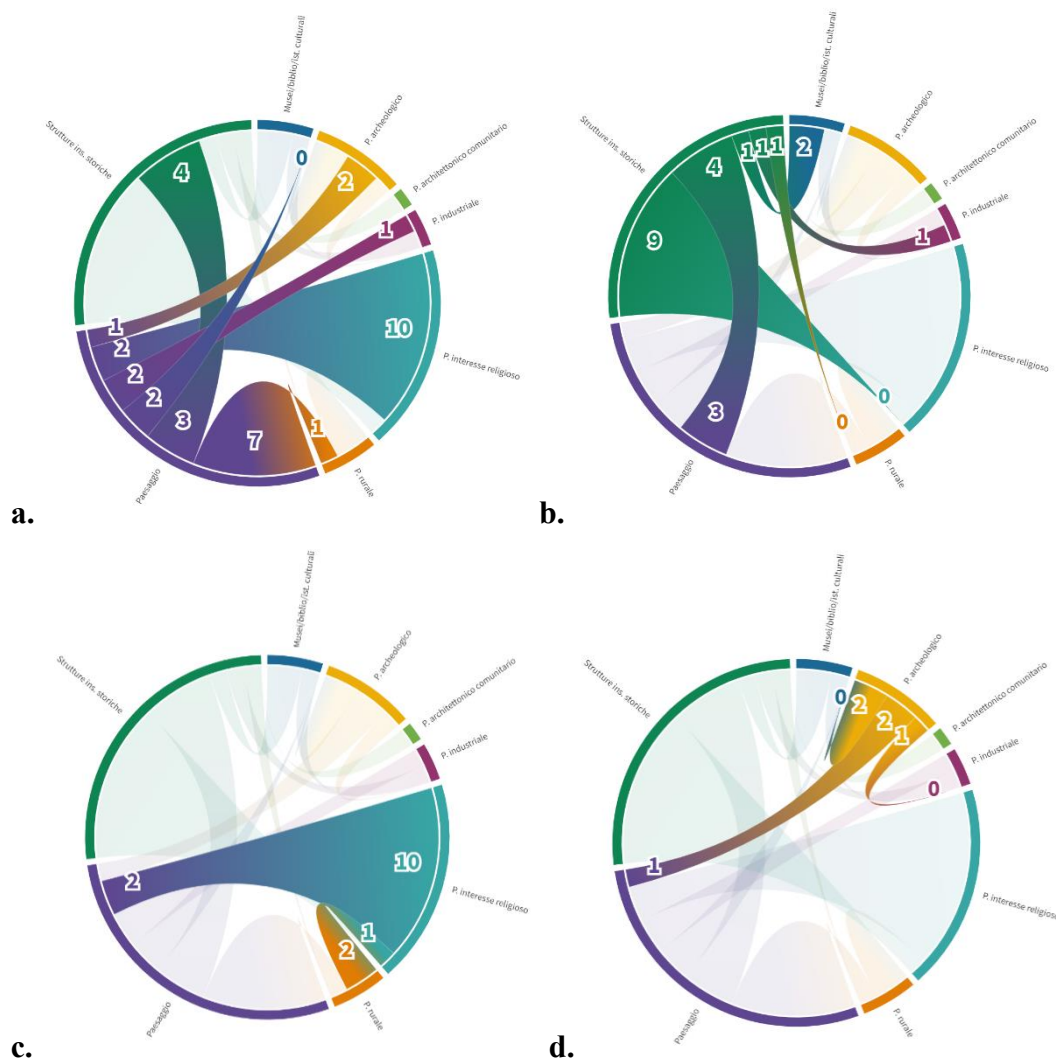 Musei/biblio/ist. culturali
P. archeologico
P. architettonico comunitario
P. industriale
P. interesse religioso
P. rurale
Paesaggio
Strutture ins. storiche
0
2
1
10
1
7
3
2
2
2
1
4
a.
Musei/biblio/ist. culturali
P. archeologico
P. architettonico comunitario
P. industriale
P. interesse religioso
P. rurale
Paesaggio
Strutture ins. storiche
2
1
0
0
3
9
4
1
1
1
b.
Musei/biblio/ist. culturali
P. archeologico
P. architettonico comunitario
P. industriale
P. interesse religioso
P. rurale
Paesaggio
Strutture ins. storiche
10
1
2
2
c.
Musei/biblio/ist. culturali
P. archeologico
P. architettonico comunitario
P. industriale
P. interesse religioso
P. rurale
Paesaggio
Strutture ins. storiche
0
2
2
1
0
1
d.